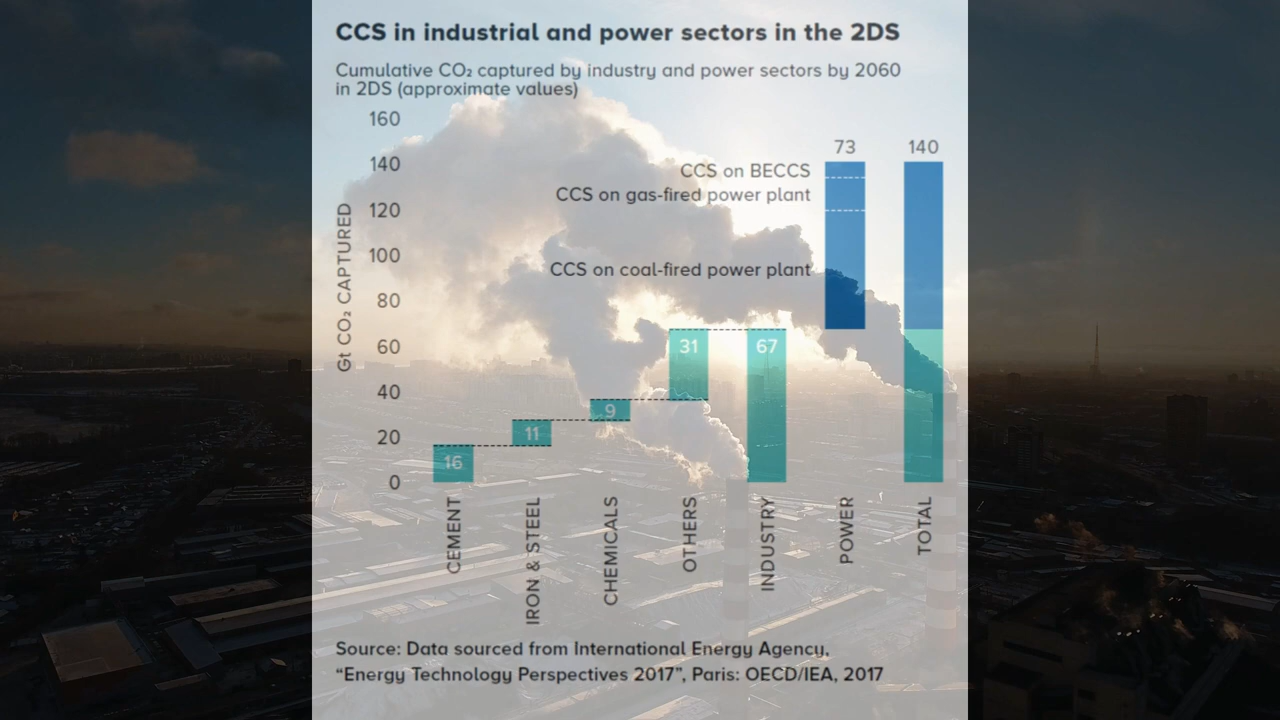 CCS in industrial and power sectors in the 2DS
Cumulative CO₂ captured by industry and power sectors by 2060
in 2DS (approximate values)
Gt CO₂ CAPTURED
160
140
120
100
80
60
40
20
0
73
140
CCS on BECCS
CCS on gas-fired power plant
CCS on coal-fired power plant
31
67
9
11
16
CEMENT
IRON & STEEL
CHEMICALS
OTHERS
INDUSTRY
POWER
TOTAL
Source: Data sourced from International Energy Agency,
“Energy Technology Perspectives 2017”, Paris: OECD/IEA, 2017